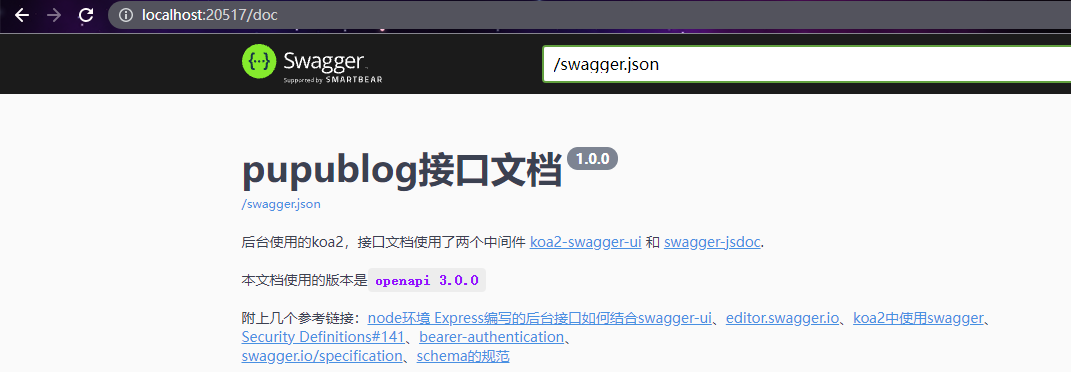 localhost:20517/doc
Swagger
Supported by SMARTBEAR
/swagger.json
pupublog接口文档 1.0.0
/swagger.json
后台使用的koa2，接口文档使用了两个中间件 koa2-swagger-ui 和 swagger-jsdoc.
本文档使用的版本是 openapi 3.0.0
附上几个参考链接：node环境 Express编写的后台接口如何结合swagger-ui、editor.swagger.io、koa2中使用swagger、
Security Definitions#141、bearer-authentication、
swagger.io/specification、schema的规范